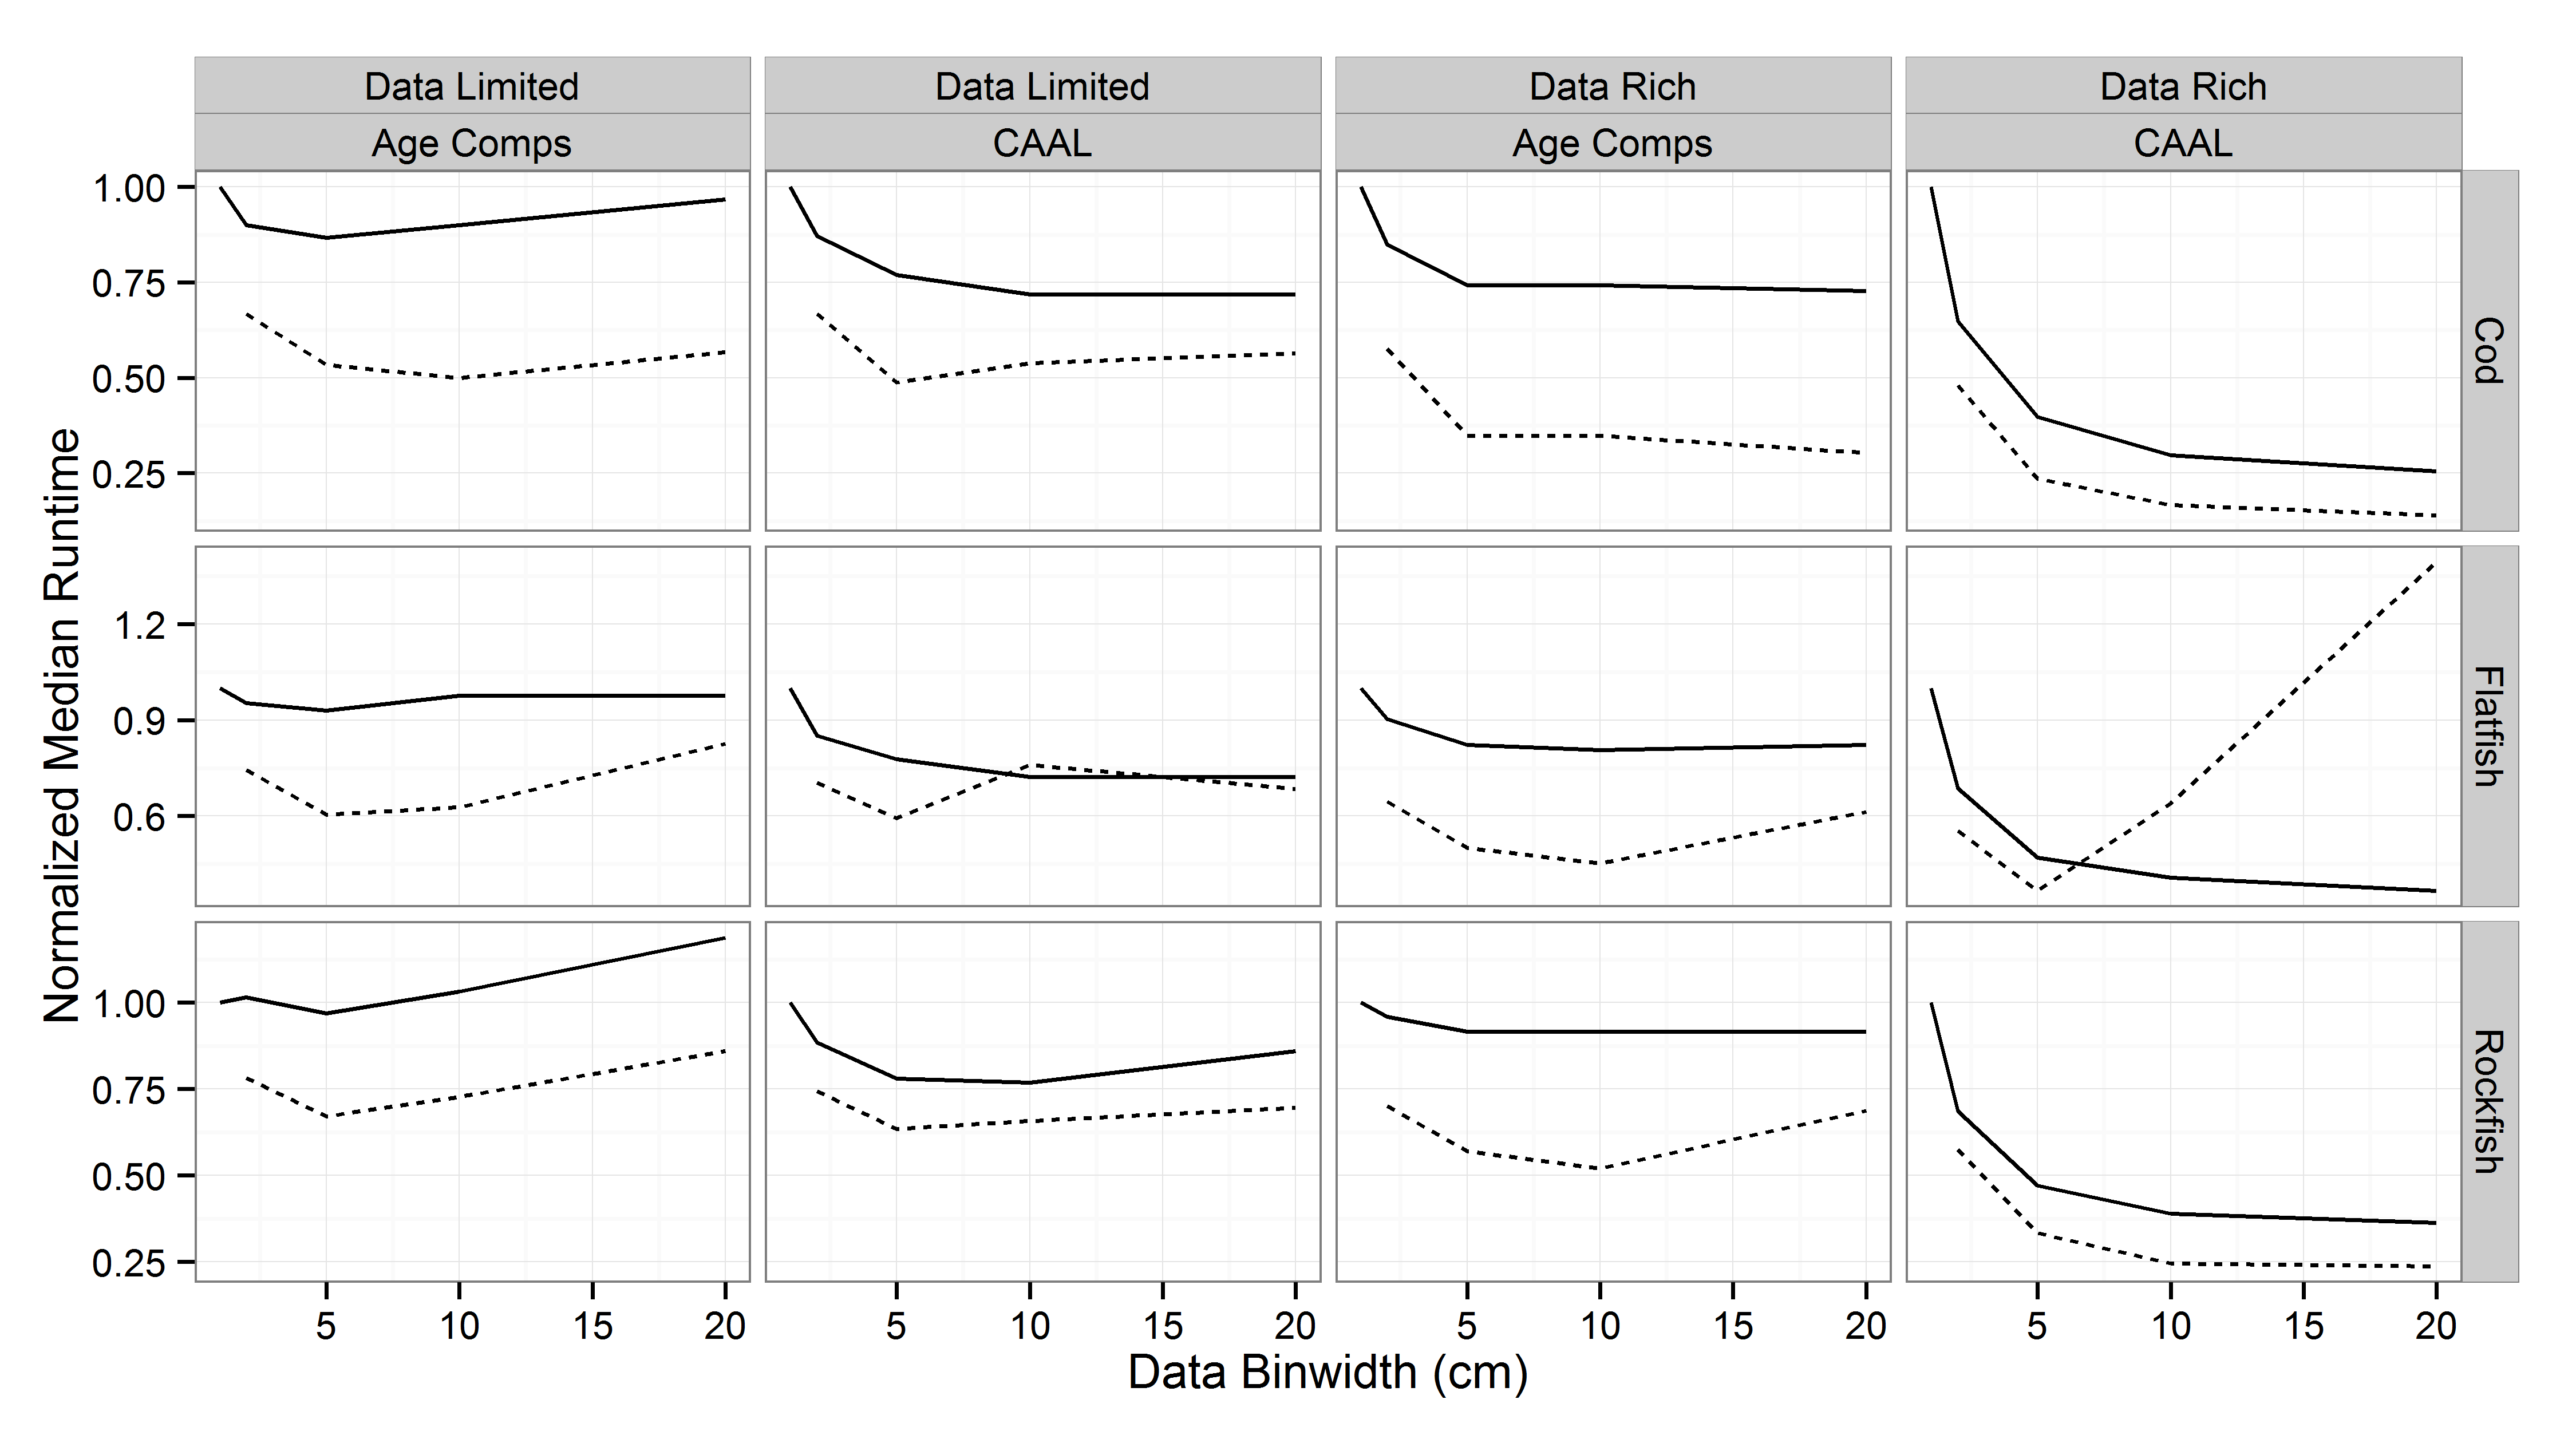 Data Limited
Data Limited
Data Rich
Data Rich
Age Comps
CAAL
Age Comps
CAAL
Normalized Median Runtime
1.00
0.75
0.50
0.25
Cod
1.2
0.9
0.6
Flatfish
1.00
0.75
0.50
0.25
Rockfish
5 10 15 20
5 10 15 20
5 10 15 20
5 10 15 20
Data Binwidth (cm)